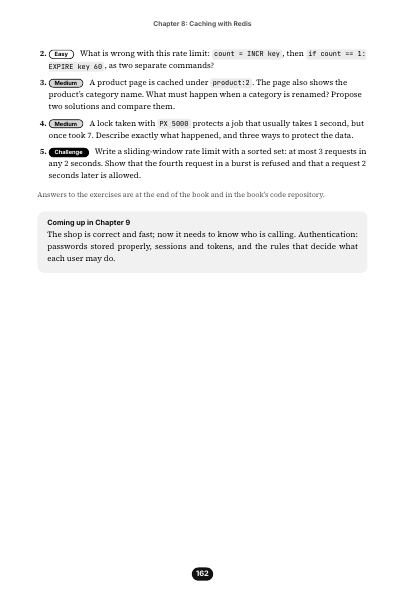 Chapter 8: Caching with Redis
2. Easy What is wrong with this rate limit: count = INCR key, then if count == 1:
EXPIRE key 60, as two separate commands?
3. Medium A product page is cached under product:2. The page also shows the
product's category name. What must happen when a category is renamed? Propose
two solutions and compare them.
4. Medium A lock taken with PX 5000 protects a job that usually takes 1 second, but
once took 7. Describe exactly what happened, and three ways to protect the data.
5. Challenge Write a sliding-window rate limit with a sorted set: at most 3 requests in
any 2 seconds. Show that the fourth request in a burst is refused and that a request 2
seconds later is allowed.
Answers to the exercises are at the end of the book and in the book's code repository.
Coming up in Chapter 9
The shop is correct and fast; now it needs to know who is calling. Authentication:
passwords stored properly, sessions and tokens, and the rules that decide what
each user may do.
162